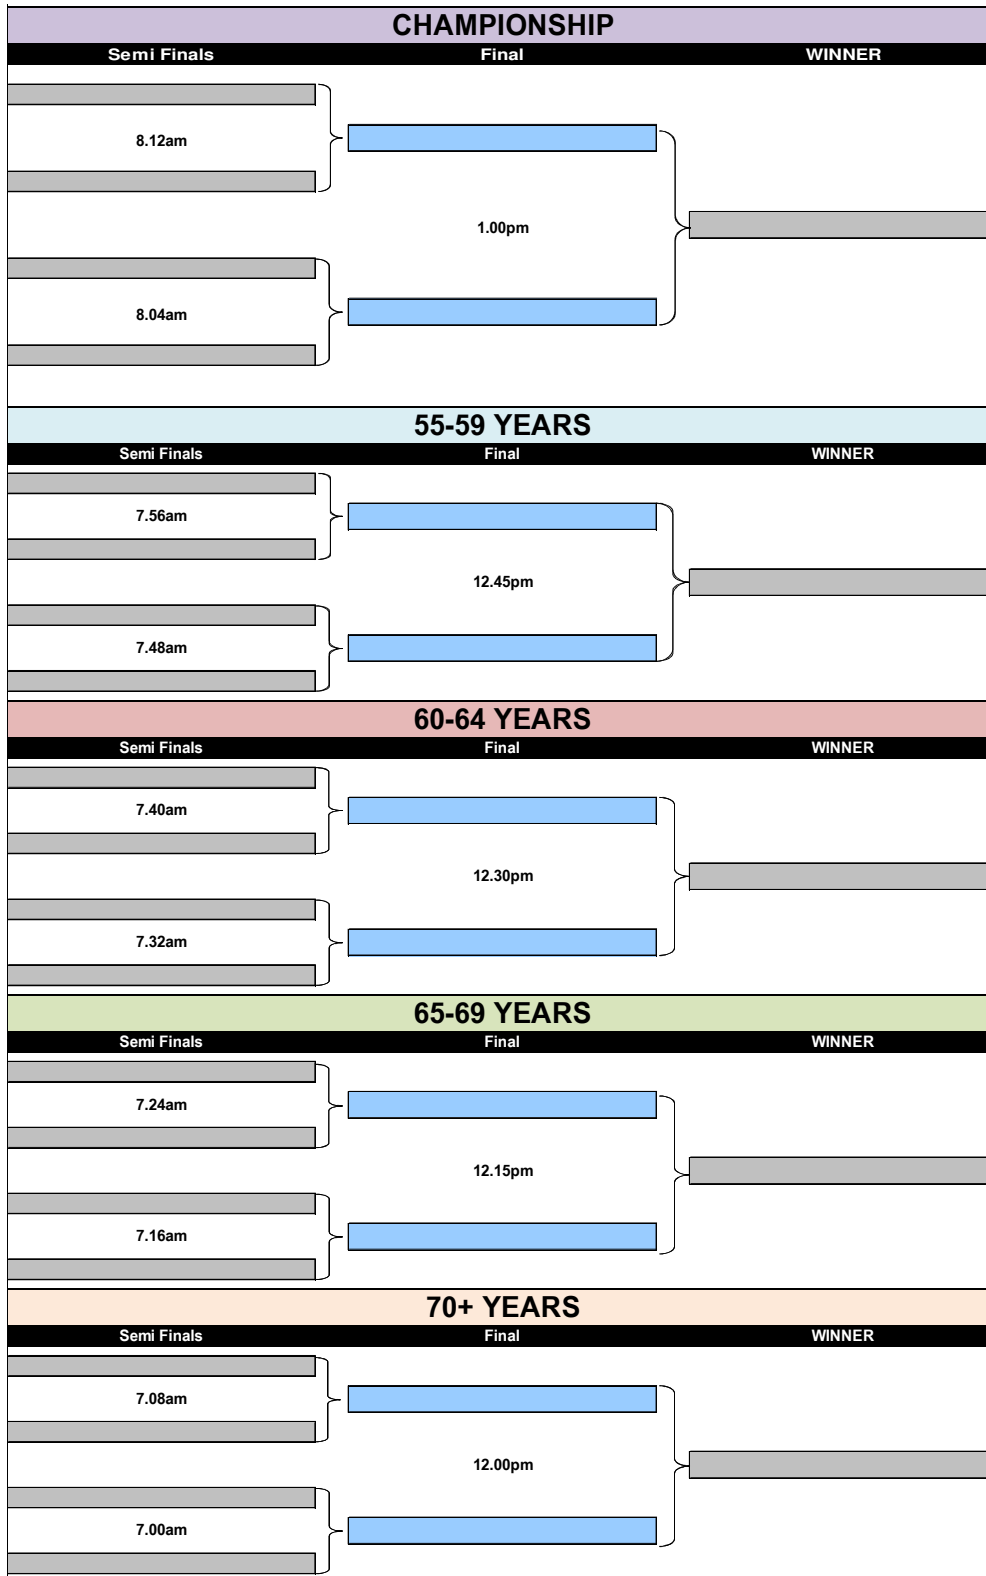 CHAMPIONSHIP
Semi Finals Final WINNER
8.12am
1.00pm
8.04am
55-59 YEARS
Semi Finals Final WINNER
7.56am
12.45pm
7.48am
60-64 YEARS
Semi Finals Final WINNER
7.40am
12.30pm
7.32am
65-69 YEARS
Semi Finals Final WINNER
7.24am
12.15pm
7.16am
70+ YEARS
Semi Finals Final WINNER
7.08am
12.00pm
7.00am